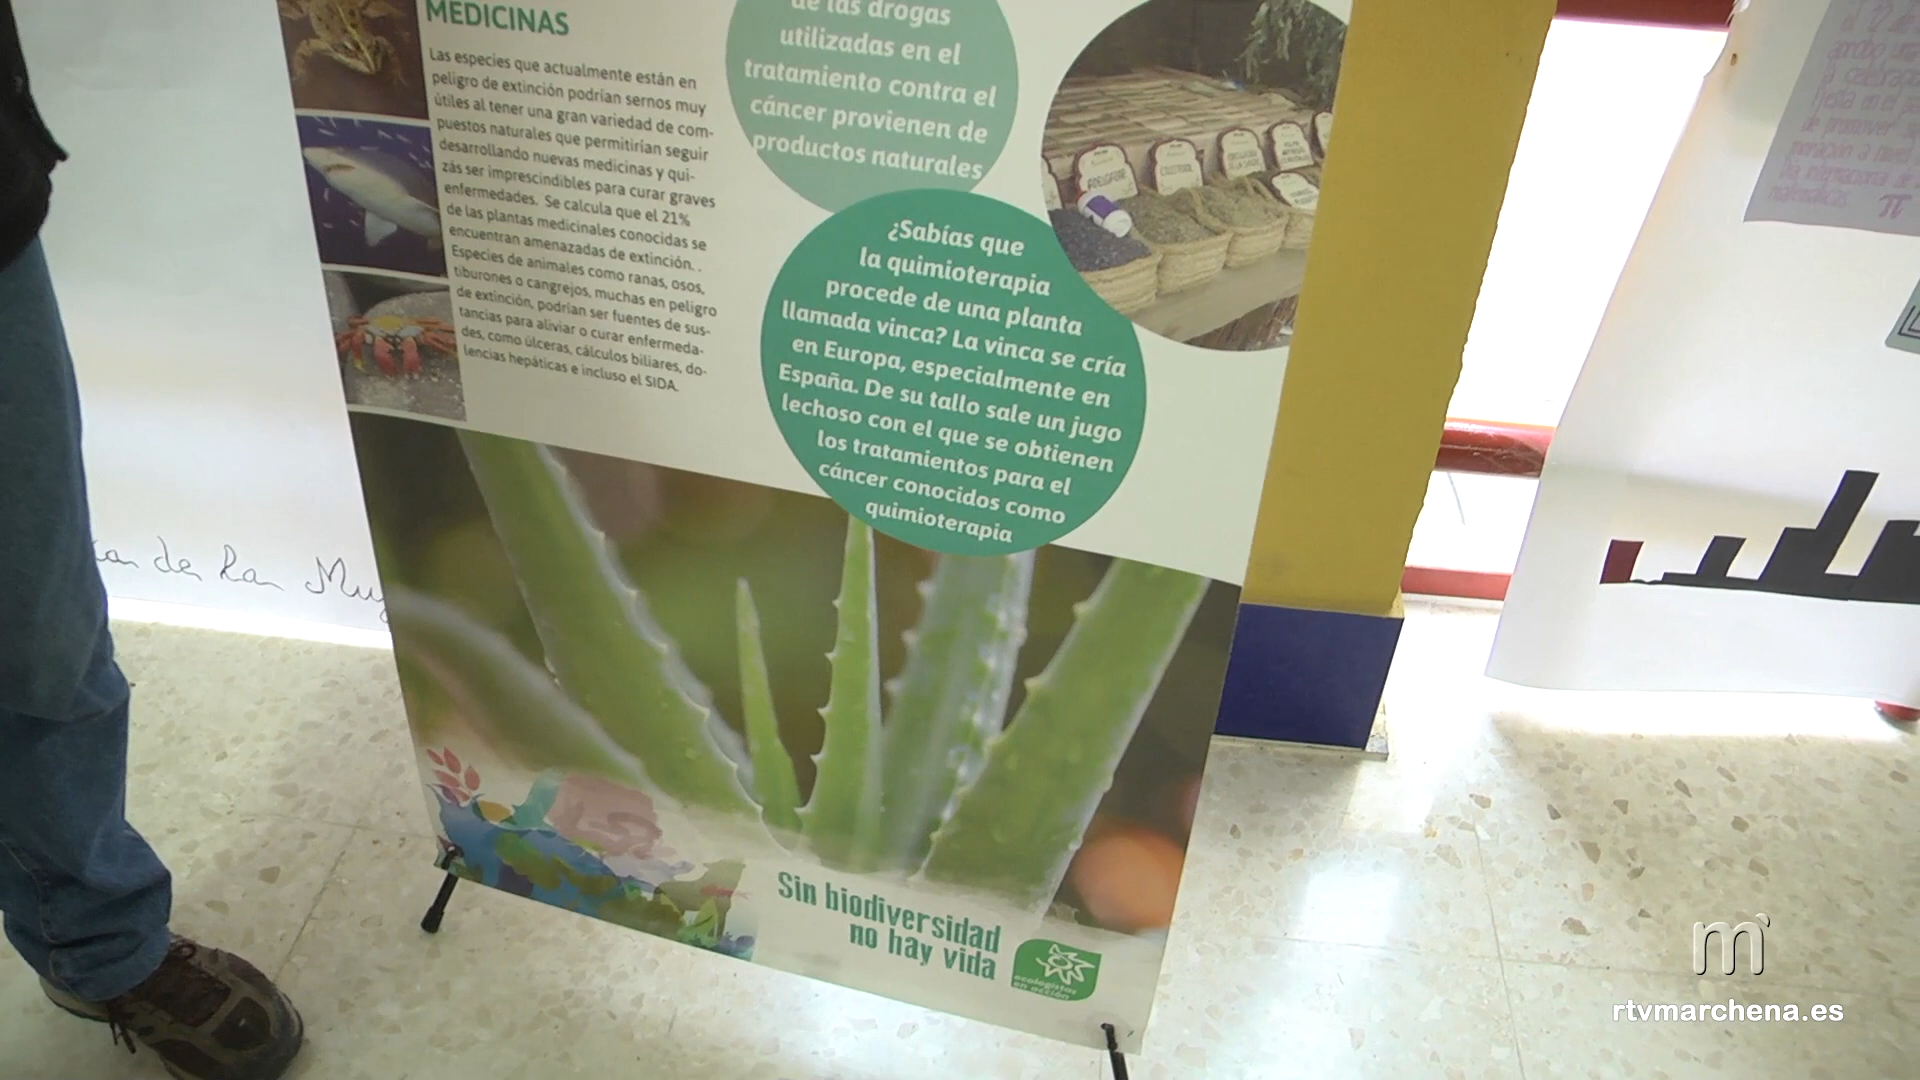 MEDICINAS
Las especies que actualmente están en
peligro de extinción podrían sernos muy
útiles al tener una gran variedad de com-
puestos naturales que permitirían seguir
desarrollando nuevas medicinas y qui-
zás ser imprescindibles para curar graves
enfermedades. Se calcula que el 21%
de las plantas medicinales conocidas se
encuentran amenazadas de extinción. .
Especies de animales como ranas, osos,
tiburones o cangrejos, muchas en peligro
de extinción, podrían ser fuentes de sus-
tancias para aliviar o curar enfermeda-
des, como úlceras, cálculos biliares, do-
lencias hepáticas e incluso el SIDA.
de las drogas
utilizadas en el
tratamiento contra el
cáncer provienen de
productos naturales
¿Sabías que
la quimioterapia
procede de una planta
llamada vinca? La vinca se cría
en Europa, especialmente en
España. De su tallo sale un jugo
lechoso con el que se obtienen
los tratamientos para el
cáncer conocidos como
quimioterapia
Sin biodiversidad
no hay vida
ecologistas
en acción
m
rtvmarchena.es